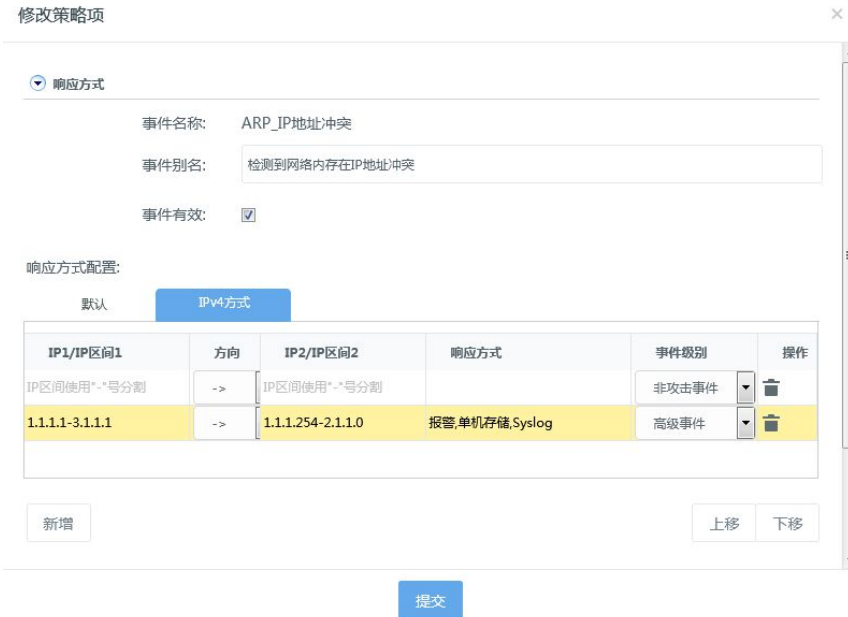 修改策略项 ×
响应方式
事件名称: ARP_IP地址冲突
事件别名: 检测到网络内存在IP地址冲突
事件有效:
响应方式配置:
默认 IPv4方式
IP1/IP区间1 方向 IP2/IP区间2 响应方式 事件级别 操作
IP区间使用"-"号分割 -> IP区间使用"-"号分割 非攻击事件
1.1.1.1-3.1.1.1 -> 1.1.1.254-2.1.1.0 报警,单机存储,Syslog 高级事件
新增 上移 下移
提交